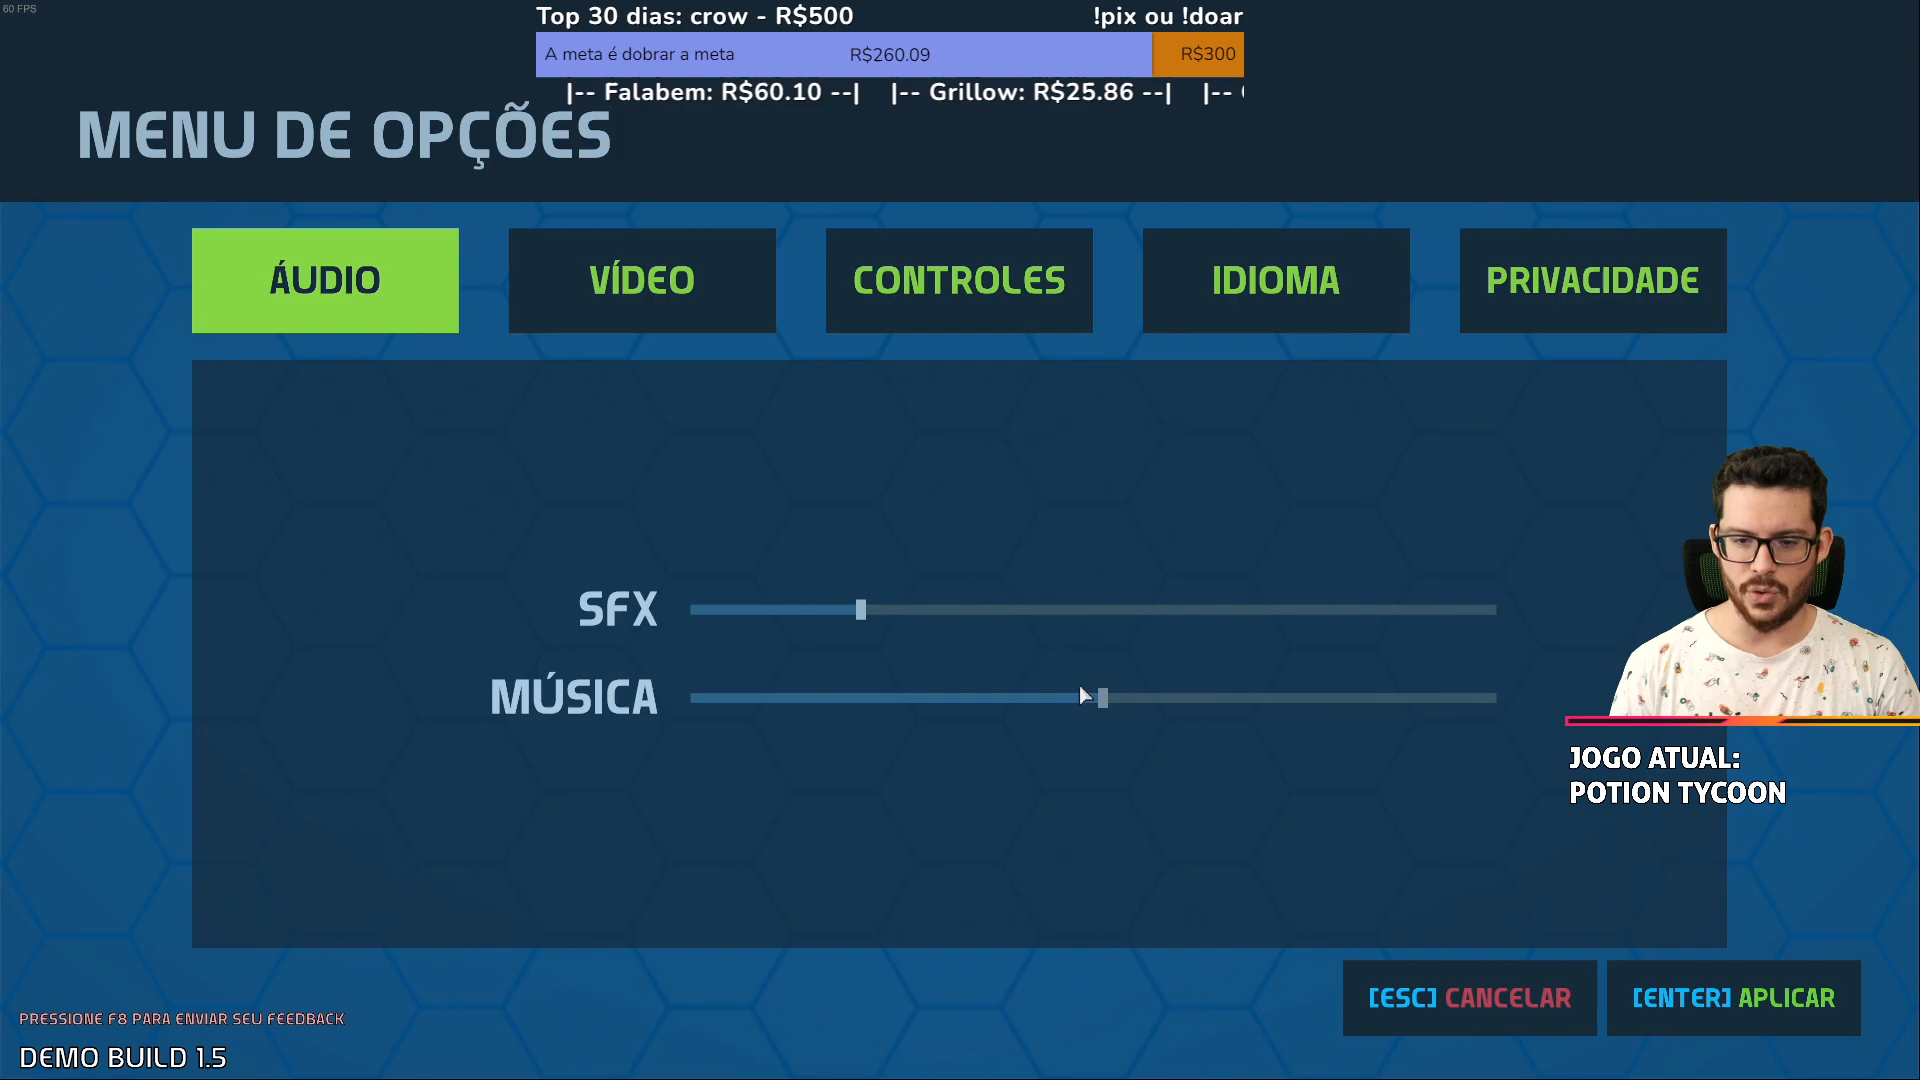 60 FPS
Top 30 dias: crow - R$500 !pix ou !doar
A meta é dobrar a meta R$260.09 R$300
|-- Falabem: R$60.10 --| |-- Grillow: R$25.86 --| |--
MENU DE OPÇÕES
ÁUDIO VÍDEO CONTROLES IDIOMA PRIVACIDADE
SFX
MÚSICA
JOGO ATUAL:
POTION TYCOON
[ESC] CANCELAR [ENTER] APLICAR
PRESSIONE F8 PARA ENVIAR SEU FEEDBACK
DEMO BUILD 1.5